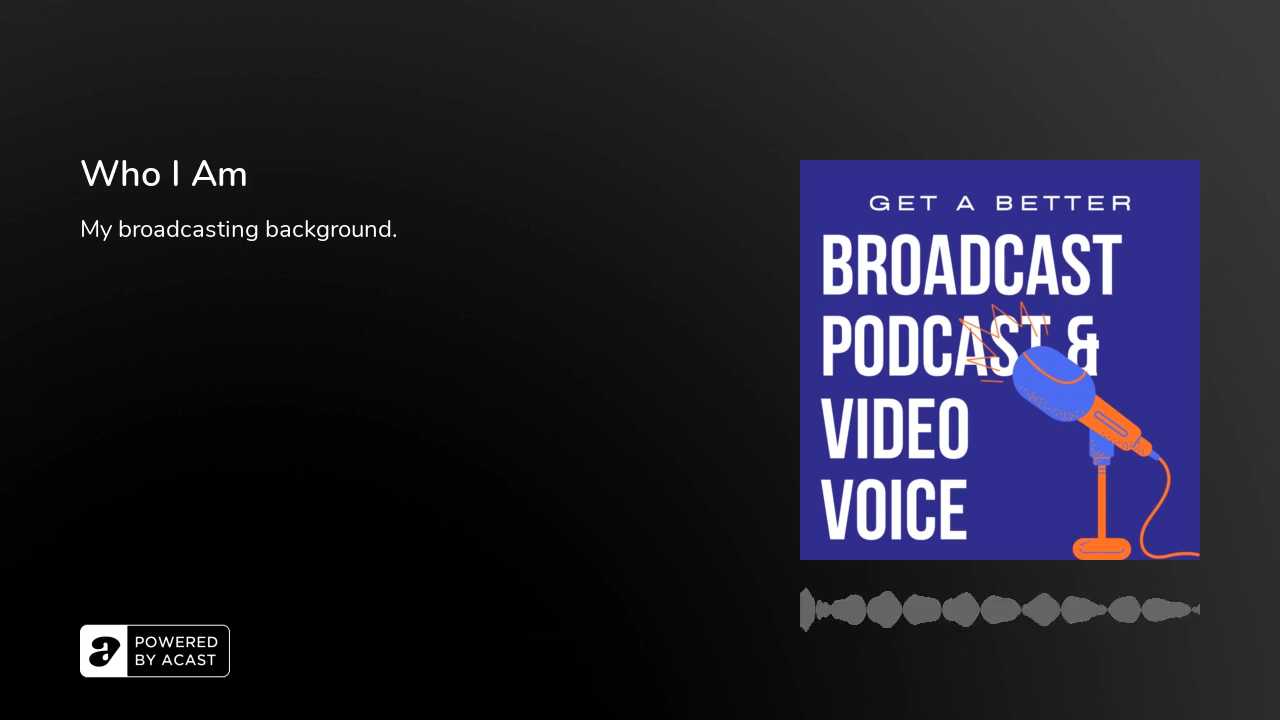 Who I Am
My broadcasting background.
GET A BETTER
BROADCAST
PODCAST &
VIDEO
VOICE
a POWERED
BY ACAST